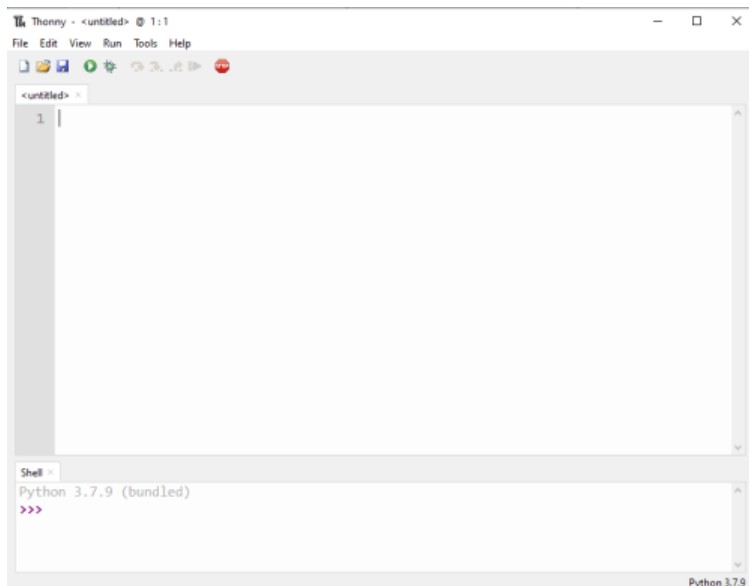 Thonny - <untitled> @ 1:1
File Edit View Run Tools Help
<untitled> ×
1
Shell ×
Python 3.7.9 (bundled)
>>>
Python 3.7.9